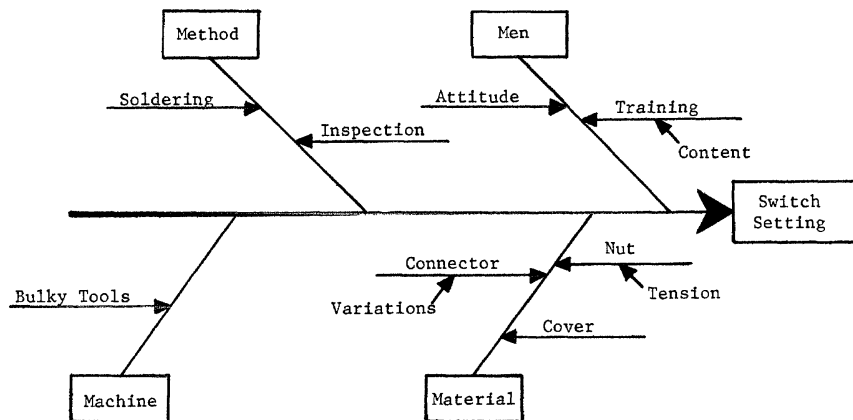 Method
Men
Soldering
Attitude
Training
Inspection
Content
Switch
Setting
Nut
Connector
Bulky Tools
Variations
Tension
Cover
Machine
Material